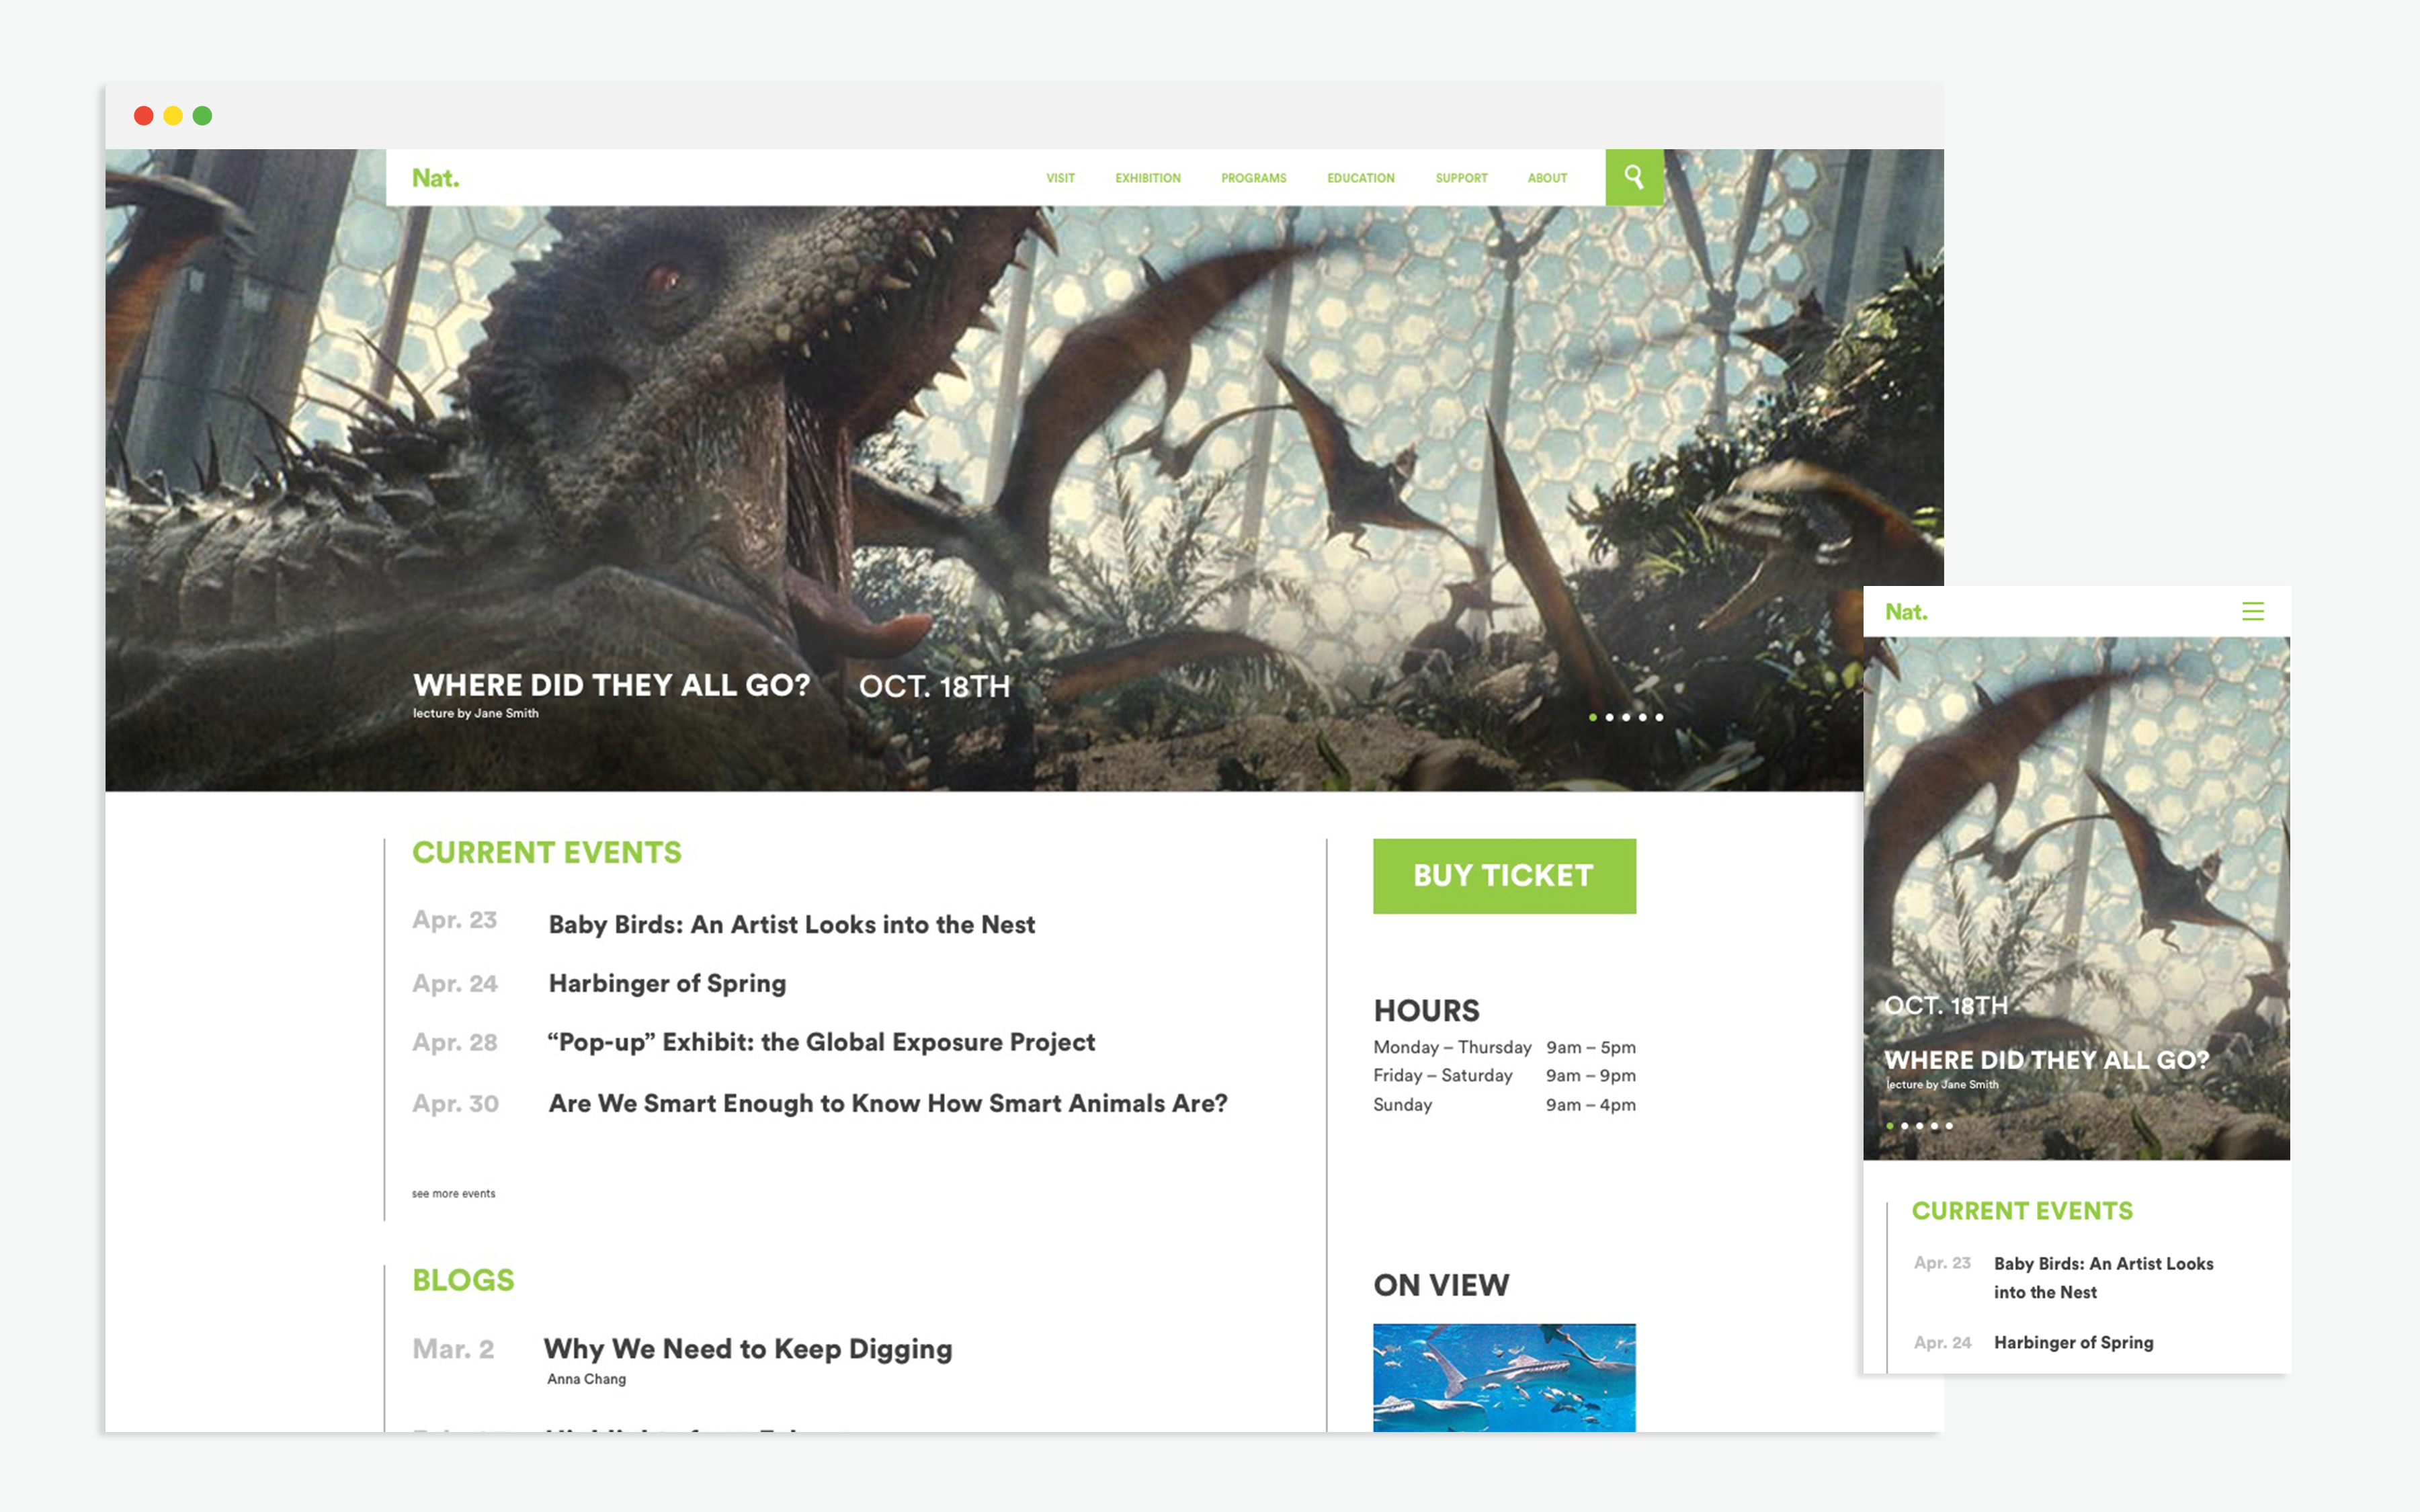 Nat.
VISIT EXHIBITION PROGRAMS EDUCATION SUPPORT ABOUT
WHERE DID THEY ALL GO? OCT. 18TH
lecture by Jane Smith
CURRENT EVENTS
Apr. 23 Baby Birds: An Artist Looks into the Nest
Apr. 24 Harbinger of Spring
Apr. 28 “Pop-up” Exhibit: the Global Exposure Project
Apr. 30 Are We Smart Enough to Know How Smart Animals Are?
see more events
BLOGS
Mar. 2 Why We Need to Keep Digging
Anna Chang
BUY TICKET
HOURS
Monday – Thursday 9am – 5pm
Friday – Saturday 9am – 9pm
Sunday 9am – 4pm
ON VIEW
Nat.
OCT. 18TH
WHERE DID THEY ALL GO?
lecture by Jane Smith
CURRENT EVENTS
Apr. 23 Baby Birds: An Artist Looks
into the Nest
Apr. 24 Harbinger of Spring